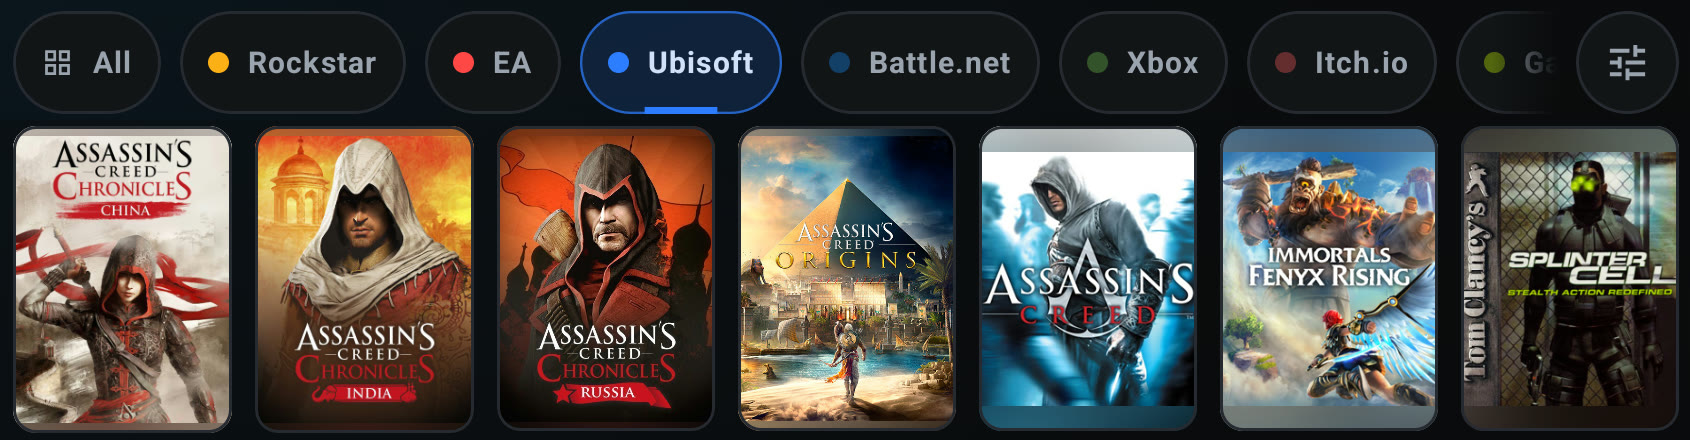 All
Rockstar
EA
Ubisoft
Battle.net
Xbox
Itch.io
ASSASSIN'S
CREED
CHRONICLES
CHINA
ASSASSIN'S
CREED
CHRONICLES
INDIA
ASSASSIN'S
CREED
CHRONICLES
RUSSIA
ASSASSIN'S
CREED
ORIGINS
ASSASSIN'S
CREED
IMMORTALS
FENYX RISING
Tom Clancy's
SPLINTER
CELL
STEALTH ACTION REDEFINED